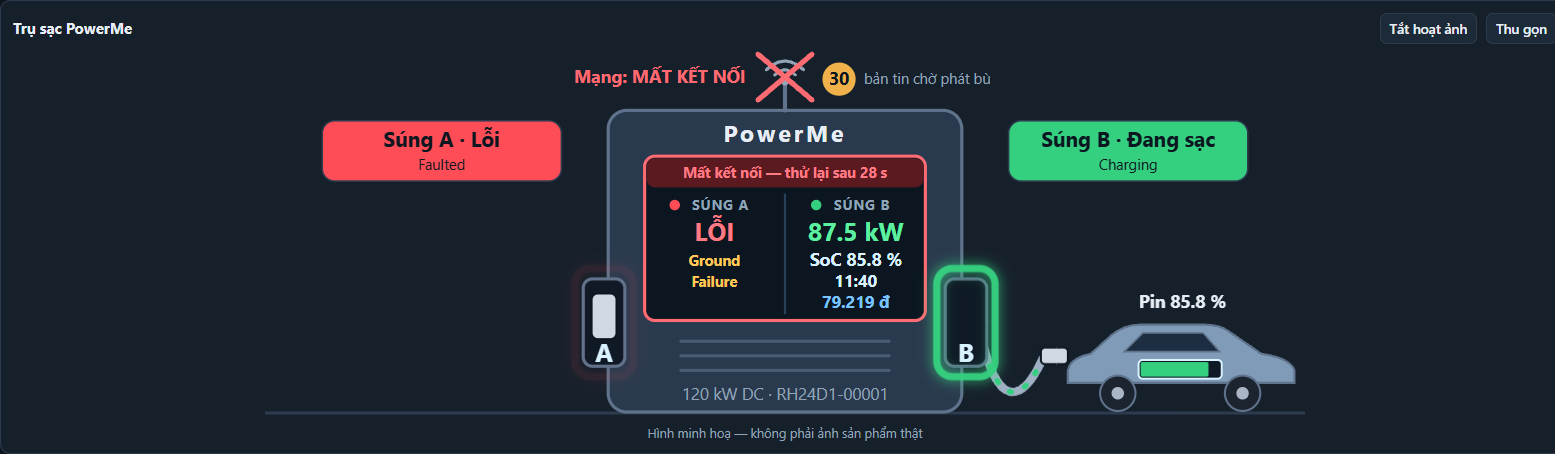 Trụ sạc PowerMe
Tắt hoạt ảnh
Thu gọn
Mạng: MẤT KẾT NỐI
30
bản tin chờ phát bù
Súng A · Lỗi
Faulted
PowerMe
Súng B · Đang sạc
Charging
Mất kết nối — thử lại sau 28 s
SÚNG A
LỖI
Ground
Failure
SÚNG B
87.5 kW
SoC 85.8 %
11:40
79.219 đ
A
B
Pin 85.8 %
120 kW DC · RH24D1-00001
Hình minh hoạ — không phải ảnh sản phẩm thật